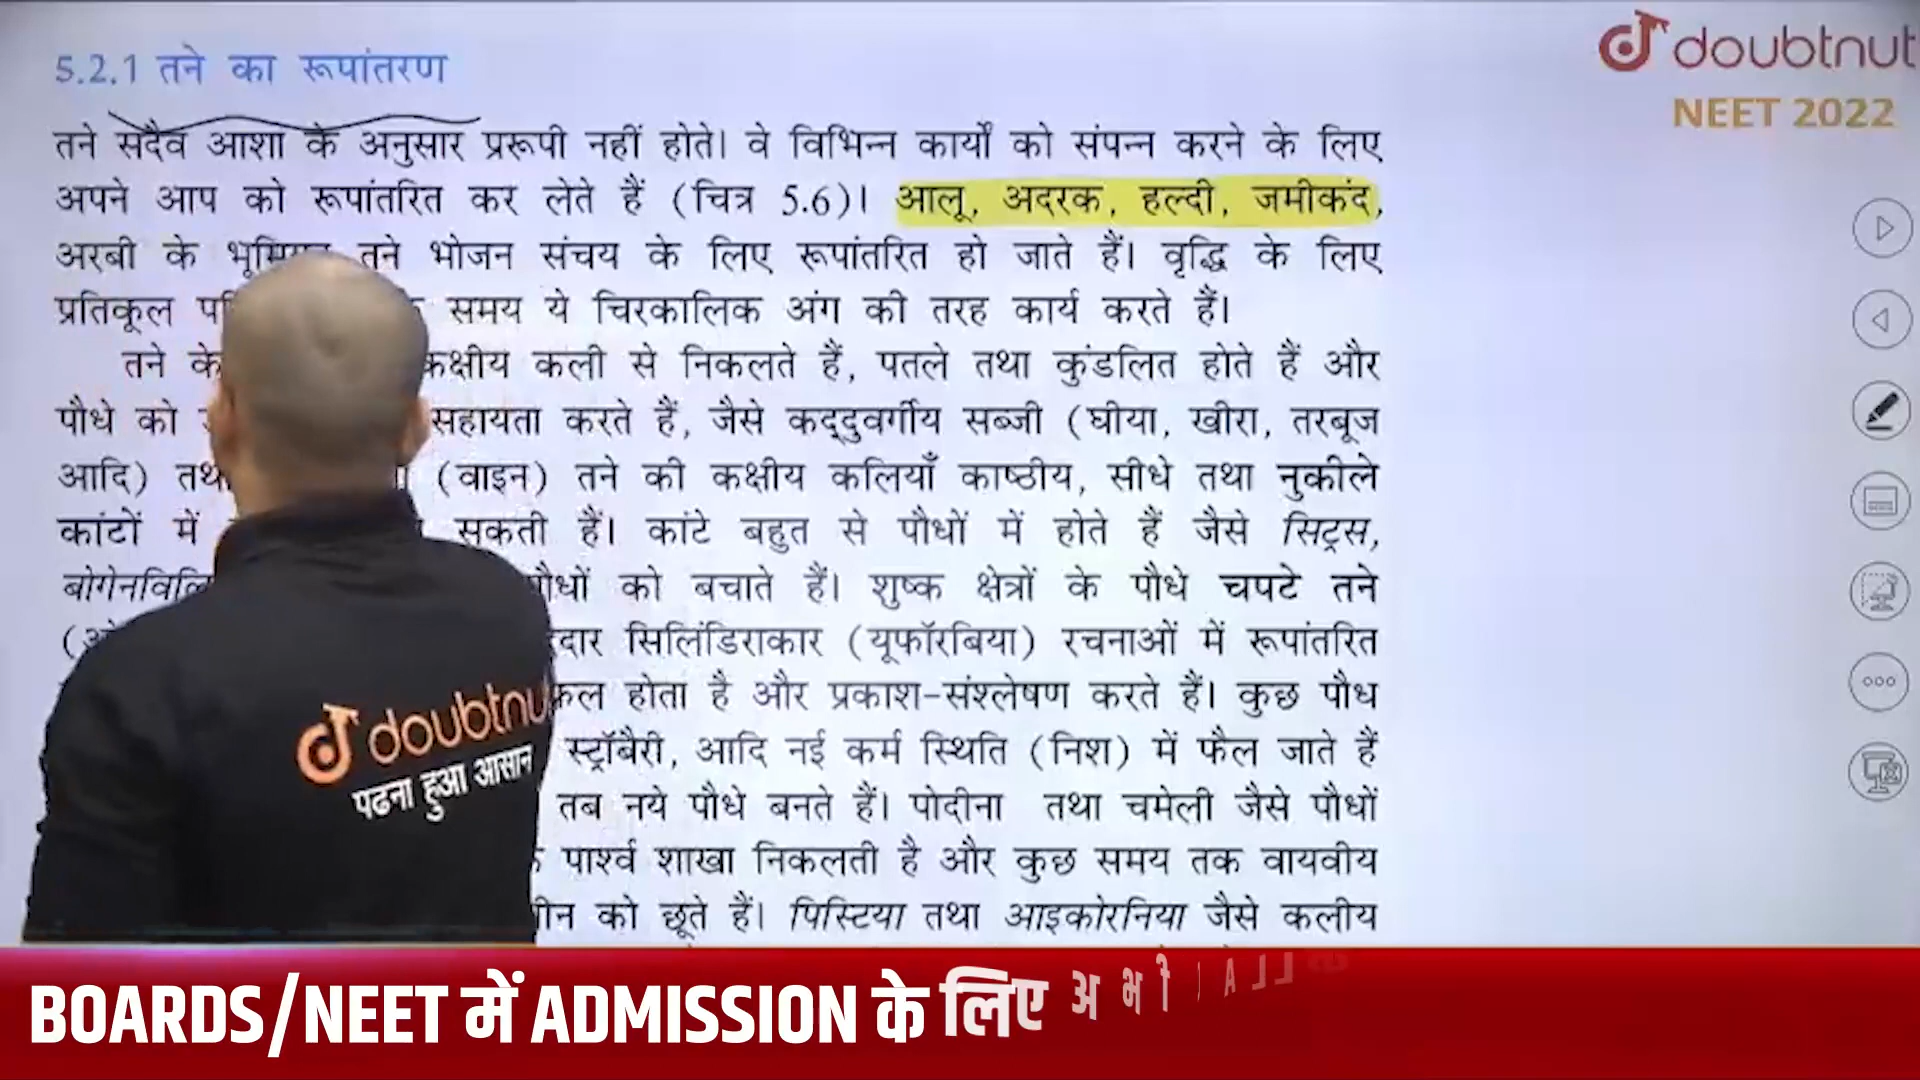 5.2.1 तने का रूपांतरण
doubtnut
NEET 2022
तने सदैव आशा के अनुसार प्ररूपी नहीं होते। वे विभिन्न कार्यों को संपन्न करने के लिए
अपने आप को रूपांतरित कर लेते हैं (चित्र 5.6)। आलू, अदरक, हल्दी, जमीकंद,
अरबी के तने भोजन संचय के लिए रूपांतरित हो जाते हैं। वृद्धि के लिए
प्रतिकूल समय ये चिरकालिक अंग की तरह कार्य करते हैं।
तने के कक्षीय कली से निकलते हैं, पतले तथा कुंडलित होते हैं और
पौधे को सहायता करते हैं, जैसे कद्दुवर्गीय सब्जी (घीया, खीरा, तरबूज
आदि) (वाइन) तने की कक्षीय कलियाँ काष्ठीय, सीधे तथा नुकीले
कांटों में सकती हैं। कांटे बहुत से पौधों में होते हैं जैसे सिट्रस,
पौधों को बचाते हैं। शुष्क क्षेत्रों के पौधे चपटे तने
सिलिंडिराकार (यूफॉरबिया) रचनाओं में रूपांतरित
होता है और प्रकाश-संश्लेषण करते हैं। कुछ पौध
स्ट्रॉबैरी, आदि नई कर्म स्थिति (निश) में फैल जाते हैं
तब नये पौधे बनते हैं। पोदीना तथा चमेली जैसे पौधों
पार्श्व शाखा निकलती है और कुछ समय तक वायवीय
को छूते हैं। पिस्टिया तथा आइकोरनिया जैसे कलीय
doubtnut
पढना हुआ आसान
BOARDS/NEET में ADMISSION के लिए अभी CALL